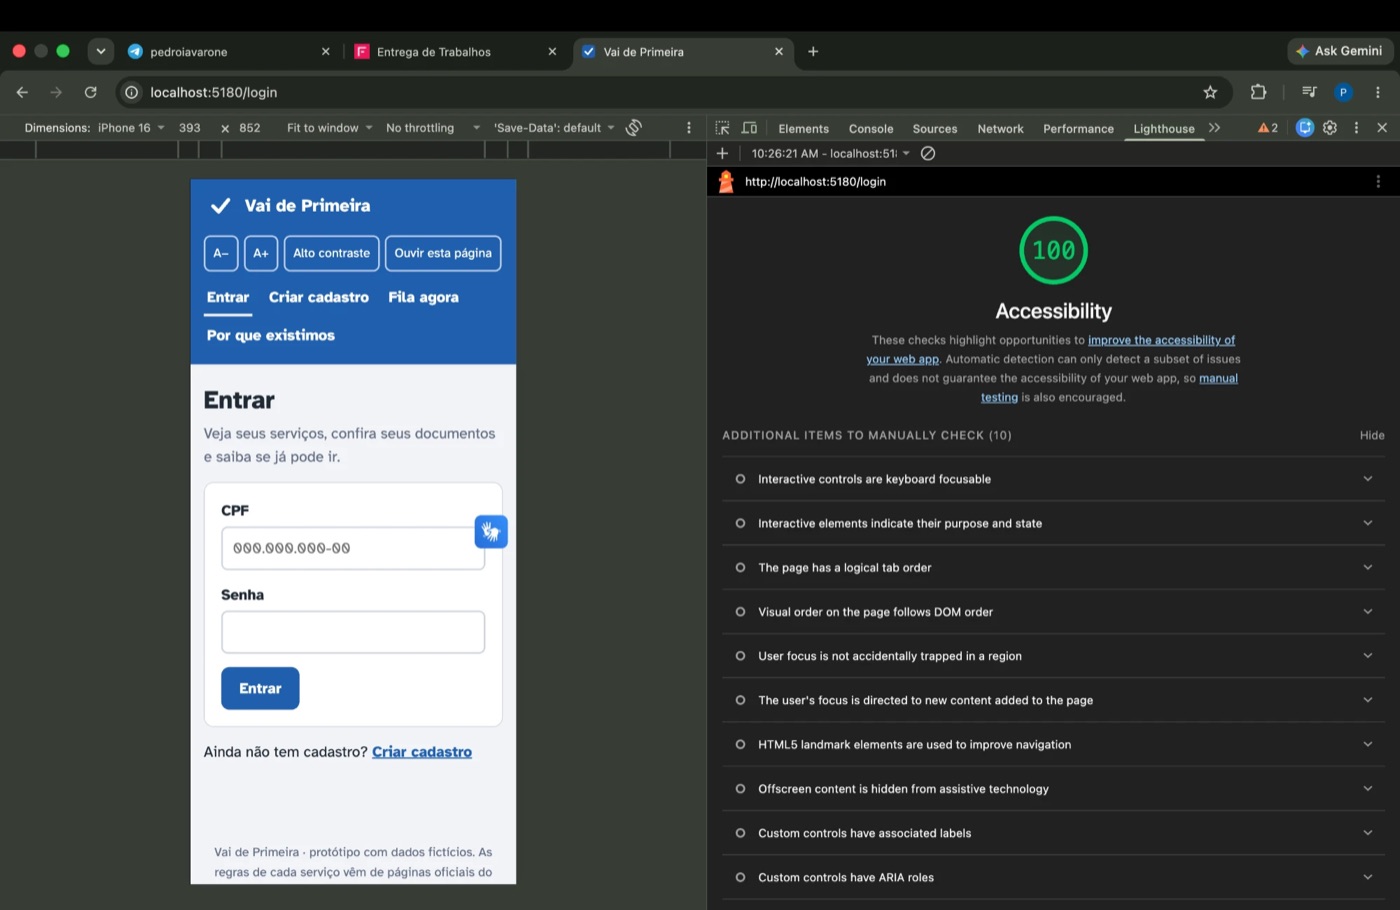 pedroiavarone
Entrega de Trabalhos
Vai de Primeira
Ask Gemini
localhost:5180/login
P
Dimensions: iPhone 16 393 x 852 Fit to window No throttling 'Save-Data': default
Elements Console Sources Network Performance Lighthouse 2
10:26:21 AM - localhost:51
http://localhost:5180/login
Vai de Primeira
A− A+ Alto contraste Ouvir esta página
Entrar Criar cadastro Fila agora
Por que existimos
Entrar
Veja seus serviços, confira seus documentos
e saiba se já pode ir.
CPF
000.000.000-00
Senha
Entrar
Ainda não tem cadastro? Criar cadastro
Vai de Primeira · protótipo com dados fictícios. As
regras de cada serviço vêm de páginas oficiais do
100
Accessibility
These checks highlight opportunities to improve the accessibility of
your web app. Automatic detection can only detect a subset of issues
and does not guarantee the accessibility of your web app, so manual
testing is also encouraged.
ADDITIONAL ITEMS TO MANUALLY CHECK (10) Hide
Interactive controls are keyboard focusable
Interactive elements indicate their purpose and state
The page has a logical tab order
Visual order on the page follows DOM order
User focus is not accidentally trapped in a region
The user's focus is directed to new content added to the page
HTML5 landmark elements are used to improve navigation
Offscreen content is hidden from assistive technology
Custom controls have associated labels
Custom controls have ARIA roles